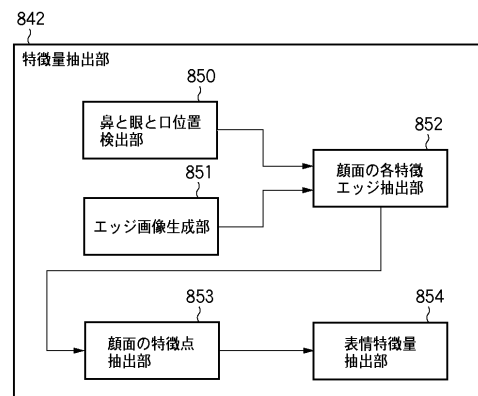 842
特徴量抽出部
850
鼻と眼と口位置
検出部
852
顔面の各特徴
エッジ抽出部
851
エッジ画像生成部
853
顔面の特徴点
抽出部
854
表情特徴量
抽出部